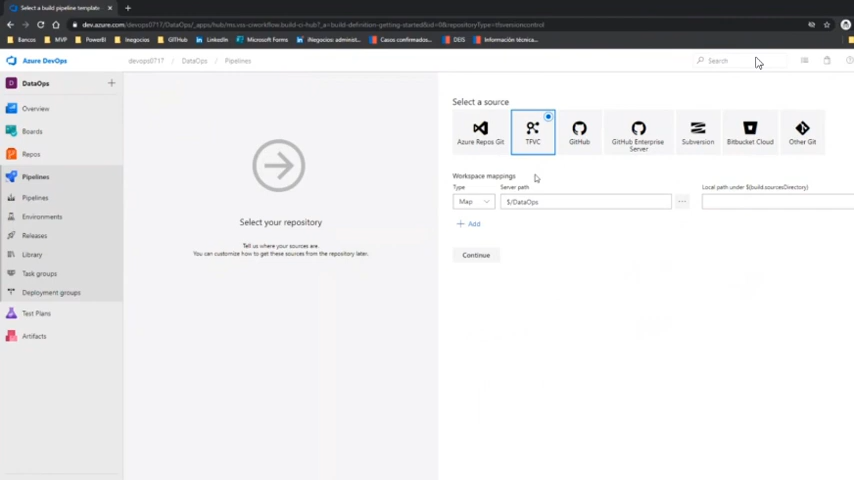 Select a build pipeline template
dev.azure.com/devops0717/DataOps/_apps/hub/ms.vss-ciworkflow.build-ci-hub?_a=build-definition-getting-started&id=0&repositoryType=tfsversioncontrol
Bancos MVP PowerBI Inegocios GITHub LinkedIn Microsoft Forms iNegocios: administ... Casos confirmados... DEIS Información técnica...
Azure DevOps devops0717 / DataOps / Pipelines Search
D DataOps
Overview
Boards
Repos
Pipelines
Pipelines
Environments
Releases
Library
Task groups
Deployment groups
Test Plans
Artifacts
Select your repository
Tell us where your sources are.
You can customize how to get these sources from the repository later.
Select a source
Azure Repos Git TFVC GitHub GitHub Enterprise Server Subversion Bitbucket Cloud Other Git
Workspace mappings
Type Server path Local path under $(build.sourcesDirectory)
Map $/DataOps ...
+ Add
Continue